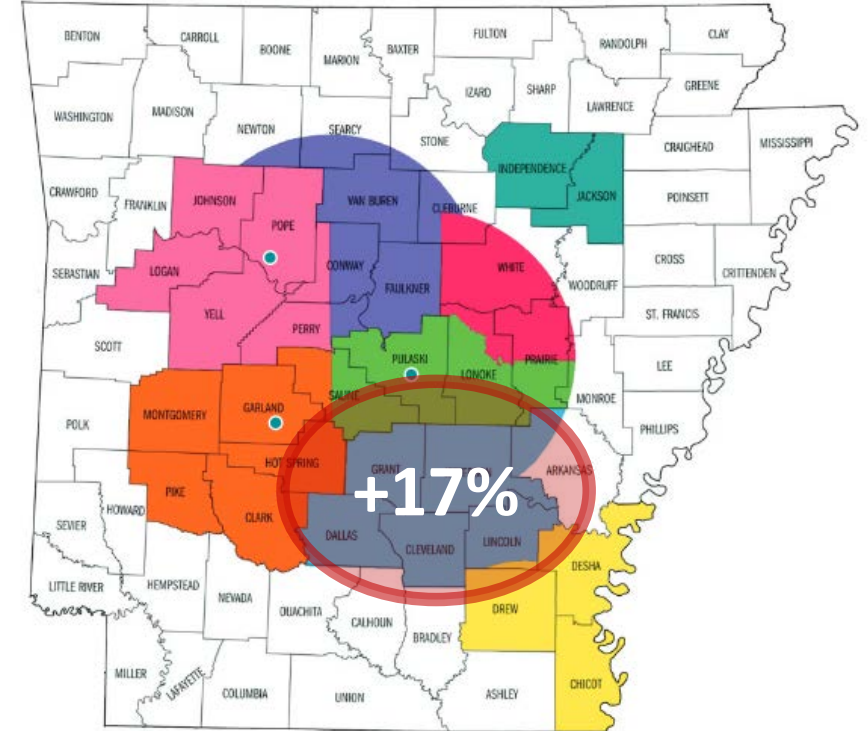 BENTON
CARROLL
BOONE
MARION
BAXTER
FULTON
RANDOLPH
CLAY
WASHINGTON
MADISON
NEWTON
SEARCY
STONE
IZARD
SHARP
LAWRENCE
GREENE
CRAIGHEAD
MISSISSIPPI
CRAWFORD
FRANKLIN
JOHNSON
POPE
VAN BUREN
CLEBURNE
INDEPENDENCE
JACKSON
POINSETT
SEBASTIAN
LOGAN
CONWAY
FAULKNER
WHITE
WOODRUFF
CROSS
CRITTENDEN
SCOTT
YELL
PERRY
PULASKI
LONOKE
PRAIRIE
ST. FRANCIS
LEE
MONROE
PHILLIPS
POLK
MONTGOMERY
GARLAND
SALINE
HOT SPRING
GRANT
ARKANSAS
+17%
SEVIER
HOWARD
PIKE
CLARK
DALLAS
CLEVELAND
LINCOLN
DESHA
LITTLE RIVER
HEMPSTEAD
NEVADA
OUACHITA
CALHOUN
BRADLEY
DREW
MILLER
LAFAYETTE
COLUMBIA
UNION
ASHLEY
CHICOT